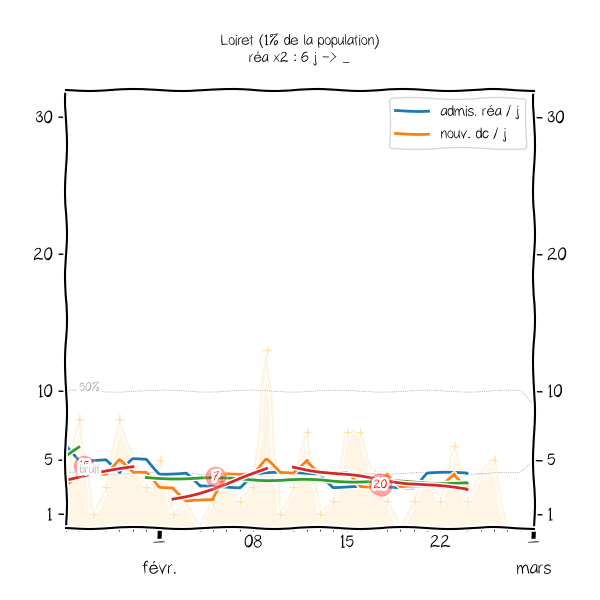 Loiret (1% de la population)
réa x2 : 6 j -> _
admis. réa / j
nouv. dc / j
30
30
20
20
10
10
50%
5
5
bruit
7
20
1
1
08
15
22
févr.
mars